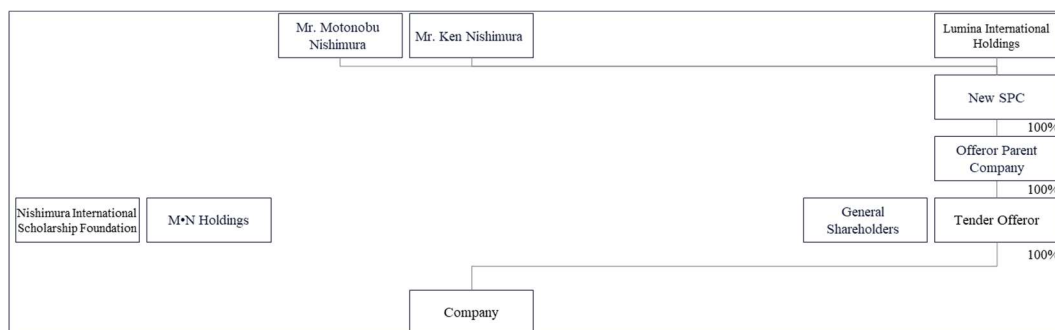 Mr. Motonobu
Nishimura
Mr. Ken Nishimura
Lumina International
Holdings
New SPC
100%
Offeror Parent
Company
100%
Nishimura International
Scholarship Foundation
M•N Holdings
General
Shareholders
Tender Offeror
100%
Company